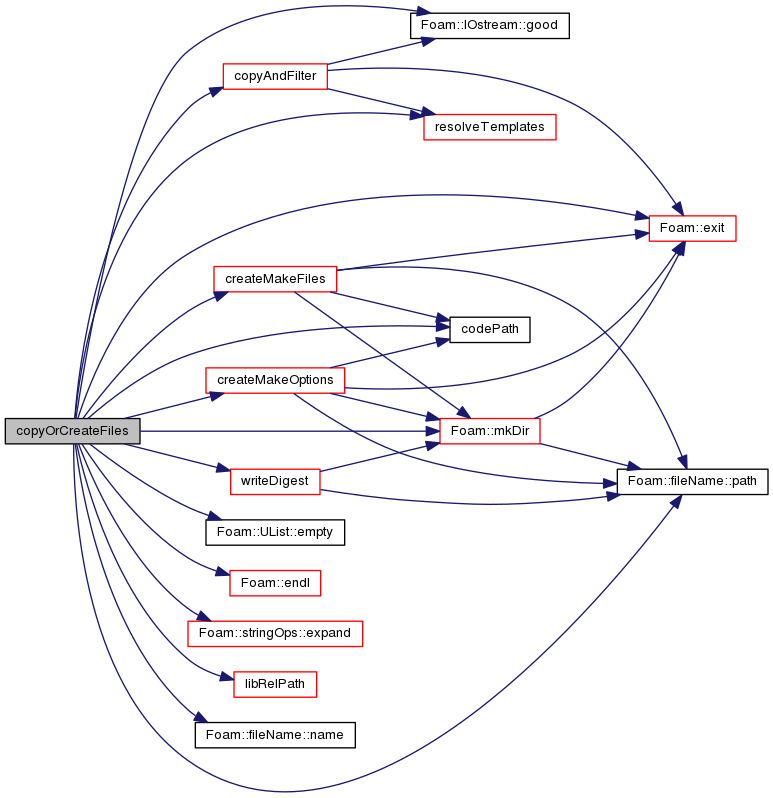 Foam::IOstream::good
copyAndFilter
resolveTemplates
Foam::exit
createMakeFiles
codePath
createMakeOptions
copyOrCreateFiles
Foam::mkDir
writeDigest
Foam::fileName::path
Foam::UList::empty
Foam::endl
Foam::stringOps::expand
libRelPath
Foam::fileName::name